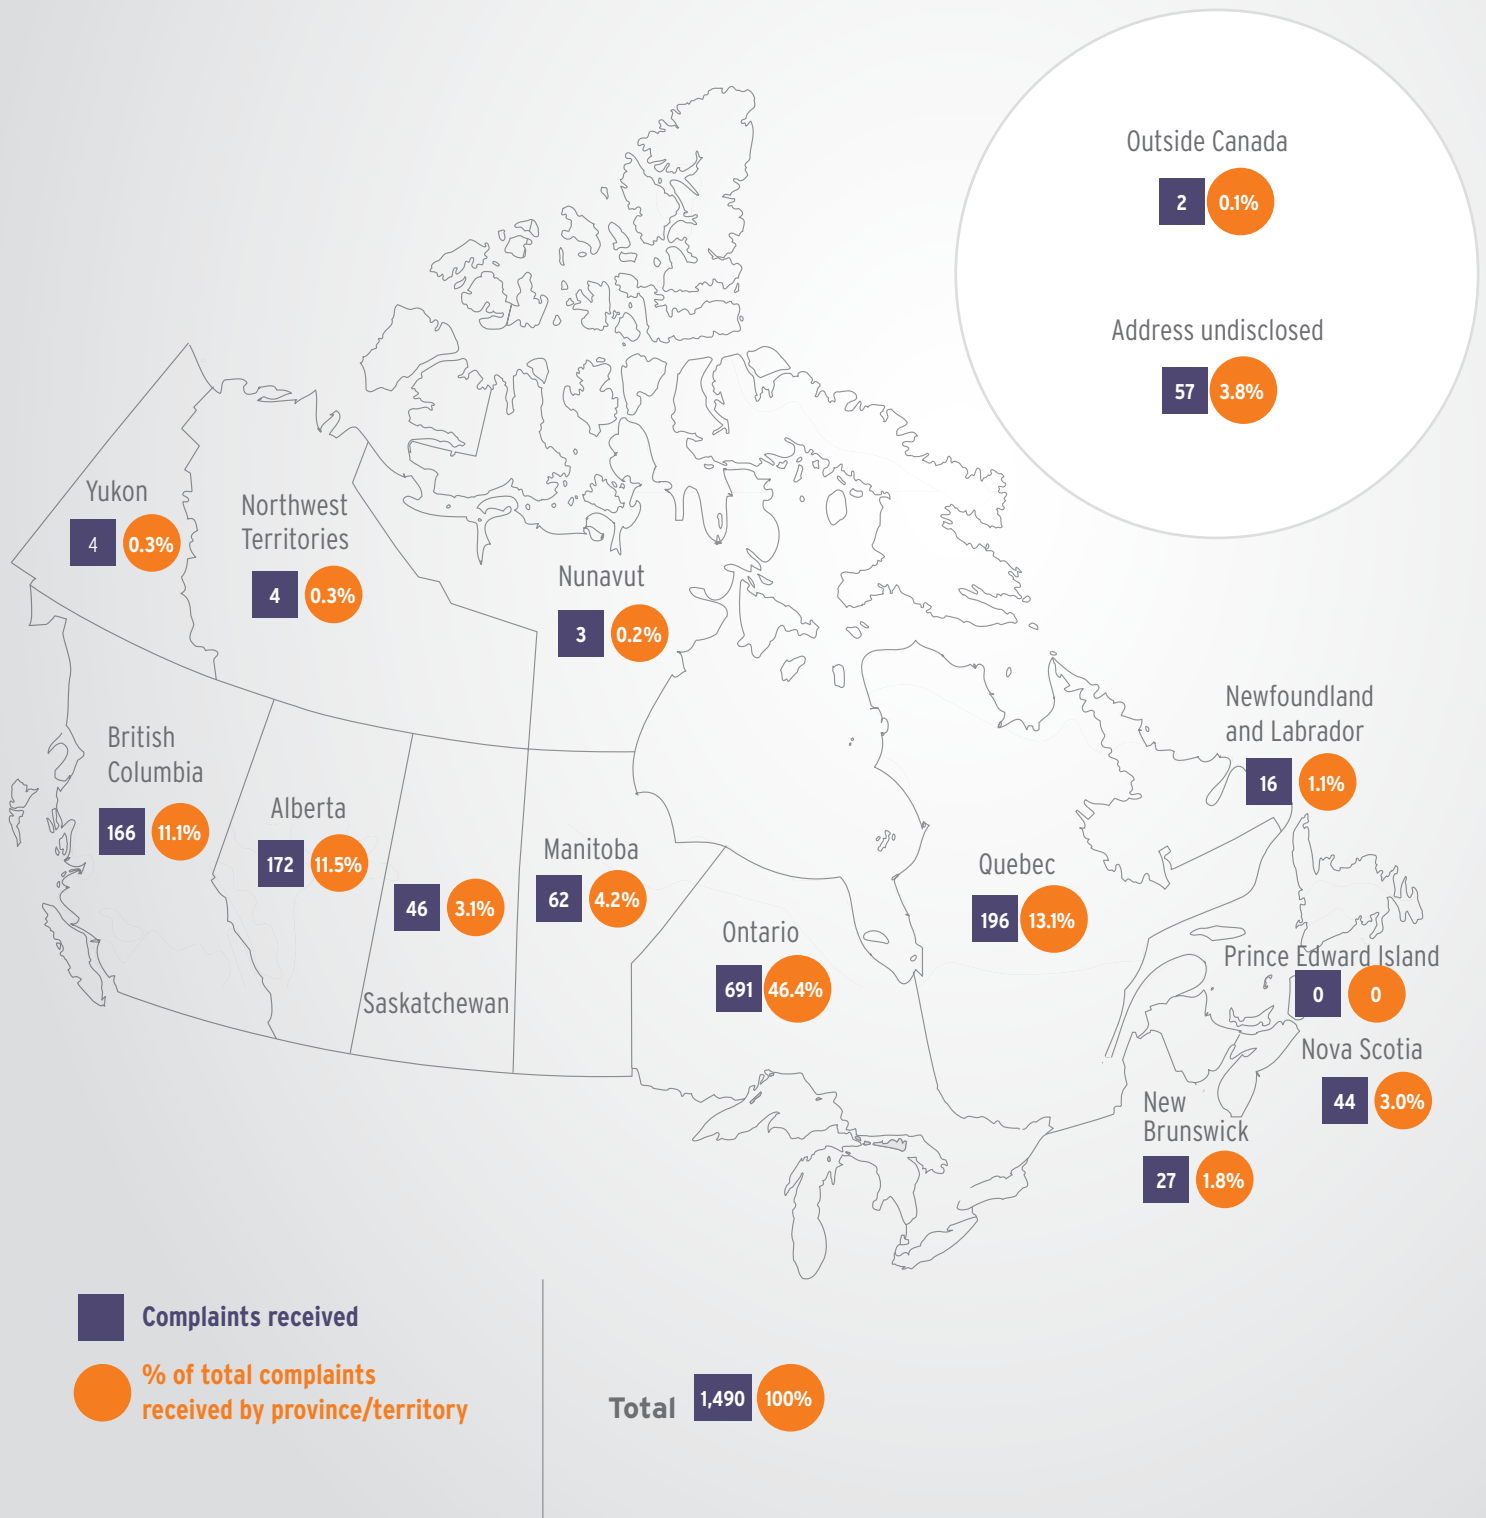 Outside Canada
2 0.1%
Address undisclosed
57 3.8%
Yukon
4 0.3%
Northwest
Territories
4 0.3%
Nunavut
3 0.2%
British
Columbia
166 11.1%
Alberta
172 11.5%
46 3.1%
Saskatchewan
Manitoba
62 4.2%
Ontario
691 46.4%
Quebec
196 13.1%
Newfoundland
and Labrador
16 1.1%
Prince Edward Island
0 0
Nova Scotia
44 3.0%
New
Brunswick
27 1.8%
Complaints received
% of total complaints
received by province/territory
Total 1,490 100%